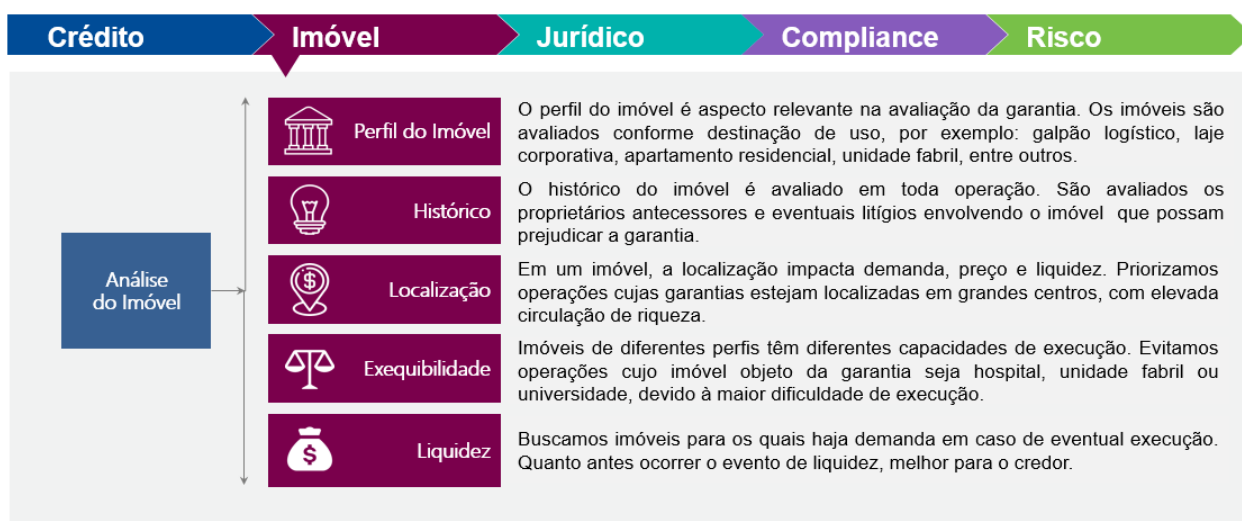 Crédito
Imóvel
Jurídico
Compliance
Risco
Análise
do Imóvel
Perfil do Imóvel
O perfil do imóvel é aspecto relevante na avaliação da garantia. Os imóveis são
avaliados conforme destinação de uso, por exemplo: galpão logístico, laje
corporativa, apartamento residencial, unidade fabril, entre outros.
Histórico
O histórico do imóvel é avaliado em toda operação. São avaliados os
proprietários antecessores e eventuais litígios envolvendo o imóvel que possam
prejudicar a garantia.
Localização
Em um imóvel, a localização impacta demanda, preço e liquidez. Priorizamos
operações cujas garantias estejam localizadas em grandes centros, com elevada
circulação de riqueza.
Exequibilidade
Imóveis de diferentes perfis têm diferentes capacidades de execução. Evitamos
operações cujo imóvel objeto da garantia seja hospital, unidade fabril ou
universidade, devido à maior dificuldade de execução.
Liquidez
Buscamos imóveis para os quais haja demanda em caso de eventual execução.
Quanto antes ocorrer o evento de liquidez, melhor para o credor.